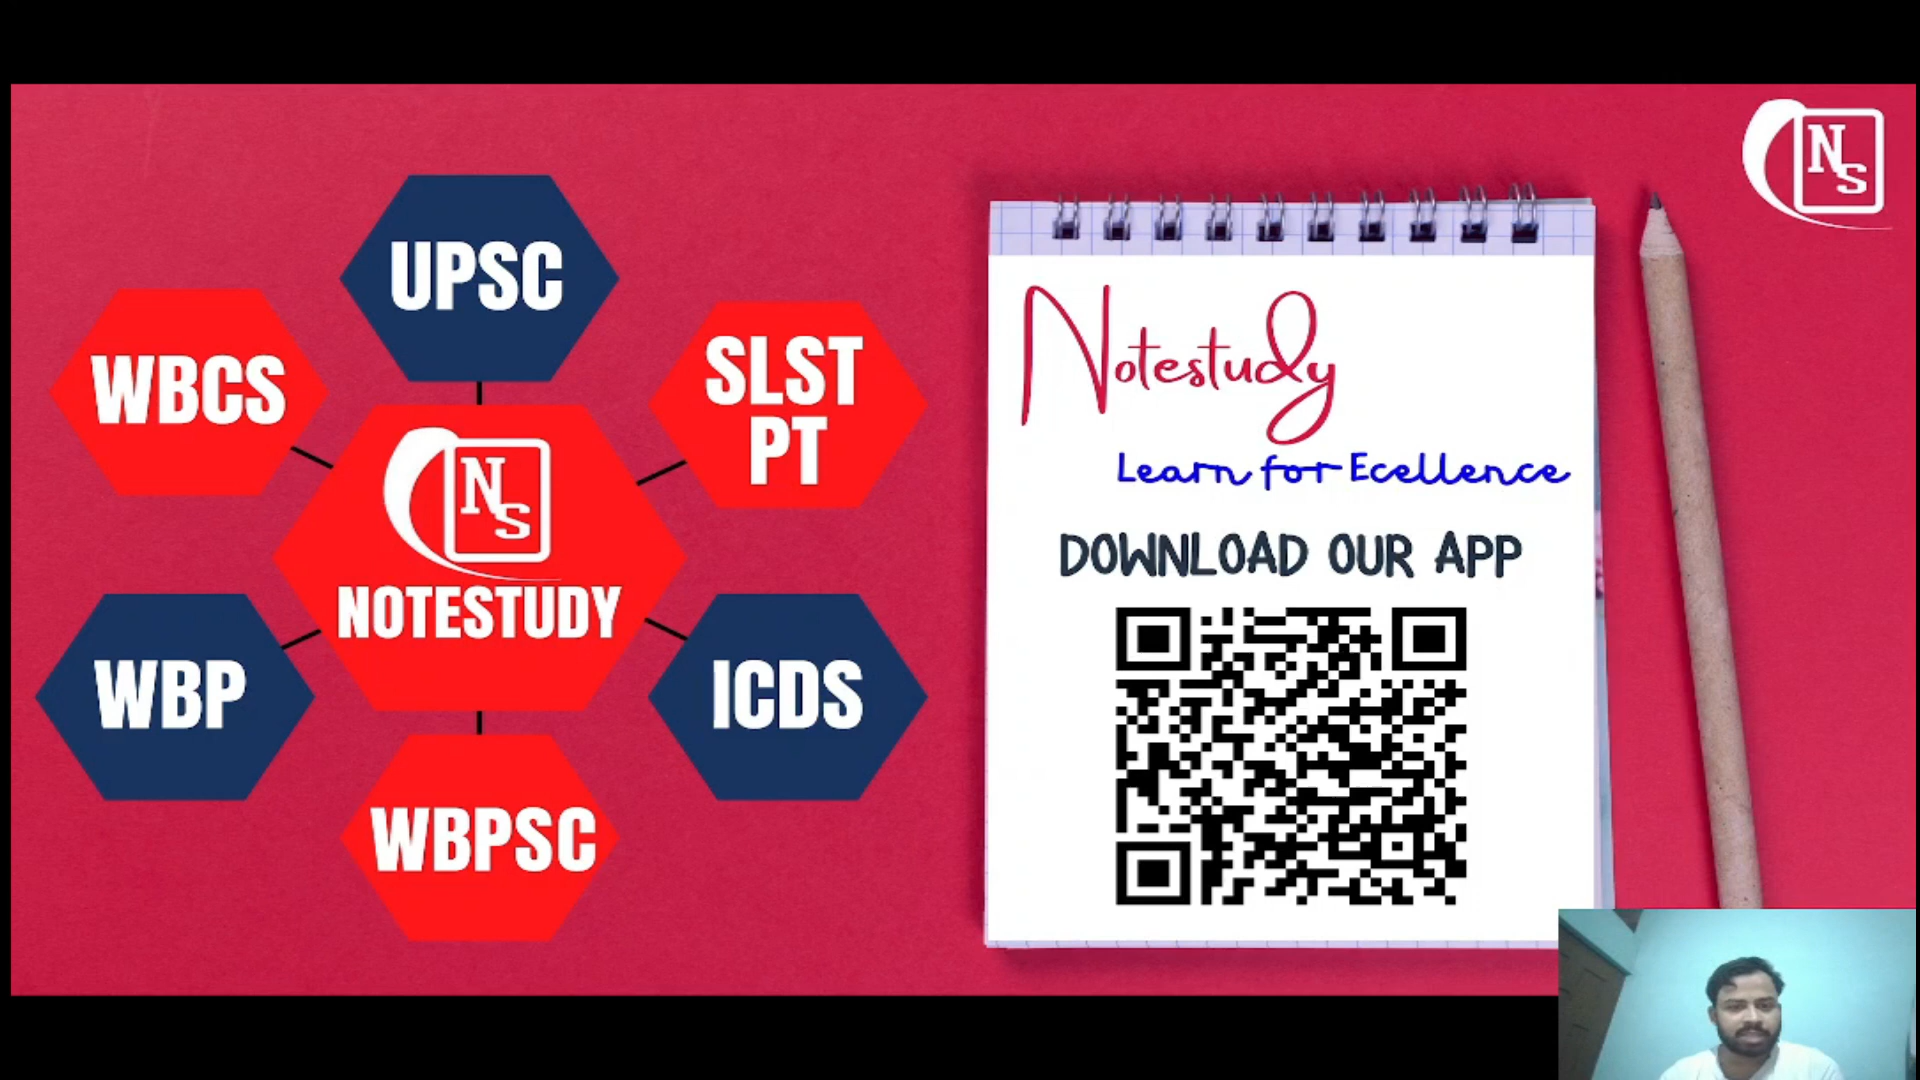 UPSC
WBCS
SLST
PT
NS
NOTESTUDY
WBP
ICDS
WBPSC
NS
Notestudy
Learn for Ecellence
DOWNLOAD OUR APP